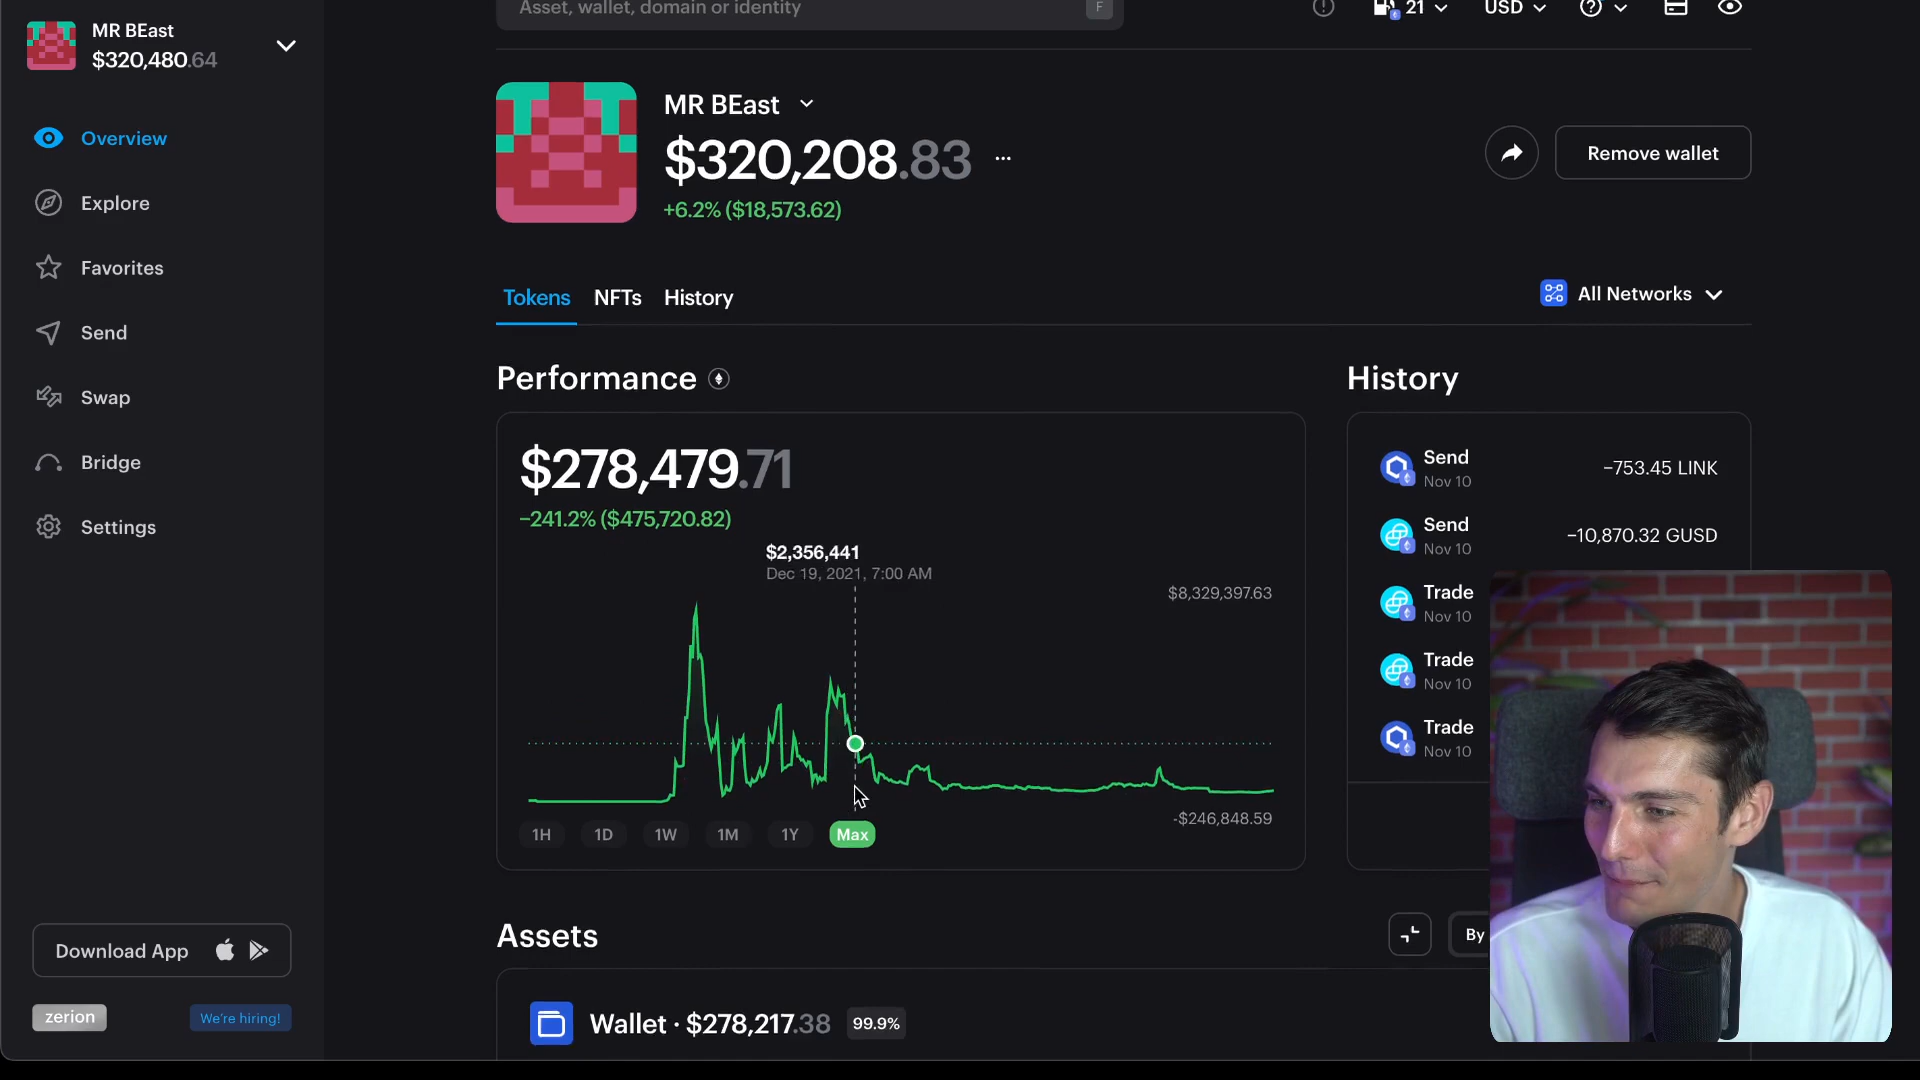 MR BEast
$320,480.64
Overview
Explore
Favorites
Send
Swap
Bridge
Settings
Download App
zerion
We're hiring!
Asset, wallet, domain or identity
F
21
USD
MR BEast
$320,208.83
...
+6.2% ($18,573.62)
Remove wallet
Tokens
NFTs
History
All Networks
Performance
$278,479.71
−241.2% ($475,720.82)
$2,356,441
Dec 19, 2021, 7:00 AM
$8,329,397.63
-$246,848.59
1H
1D
1W
1M
1Y
Max
History
Send
−753.45 LINK
Nov 10
Send
−10,870.32 GUSD
Nov 10
Trade
Nov 10
Trade
Nov 10
Trade
Nov 10
Assets
By
Wallet · $278,217.38
99.9%